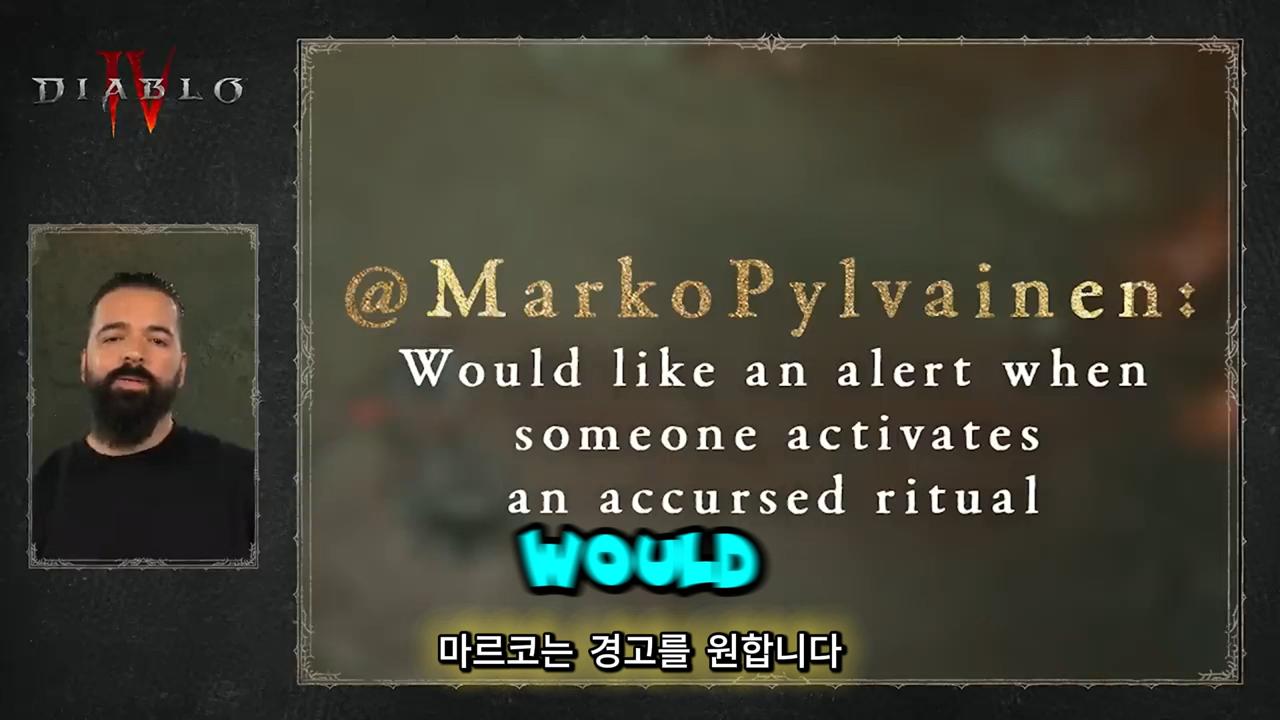 DIABLO
IV
@MarkoPylvainen:
Would like an alert when
someone activates
an accursed ritual
WOULD
마르코는 경고를 원합니다